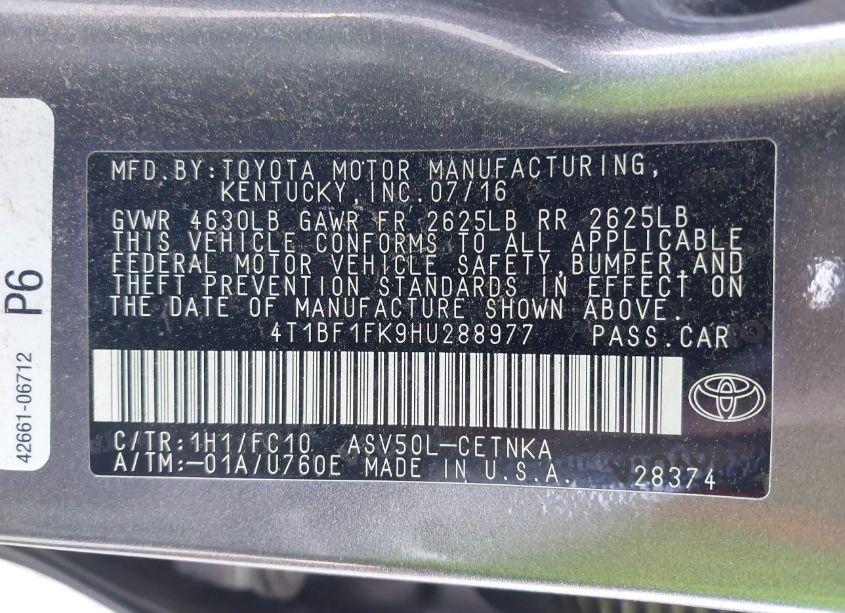 MFD.BY:TOYOTA MOTOR MANUFACTURING,
KENTUCKY,INC.07/16
GVWR 4630LB GAWR FR 2625LB RR 2625LB
THIS VEHICLE CONFORMS TO ALL APPLICABLE
FEDERAL MOTOR VEHICLE SAFETY,BUMPER,AND
THEFT PREVENTION STANDARDS IN EFFECT ON
THE DATE OF MANUFACTURE SHOWN ABOVE.
4T1BF1FK9HU288977 PASS.CAR
C/TR:1H1/FC10 ASV50L-CETNKA
A/TM:-01A/U760E MADE IN U.S.A. 28374
P6
42661-06712